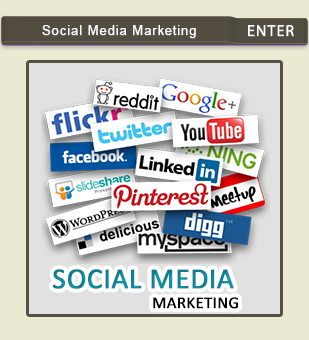 Social Media Marketing ENTER
reddit Google+
flickr
twitter YouTube
facebook. NING
Linked in
slideshare
Pinterest Meetup
WORDPRESS
delicious digg
myspace
SOCIAL MEDIA
MARKETING